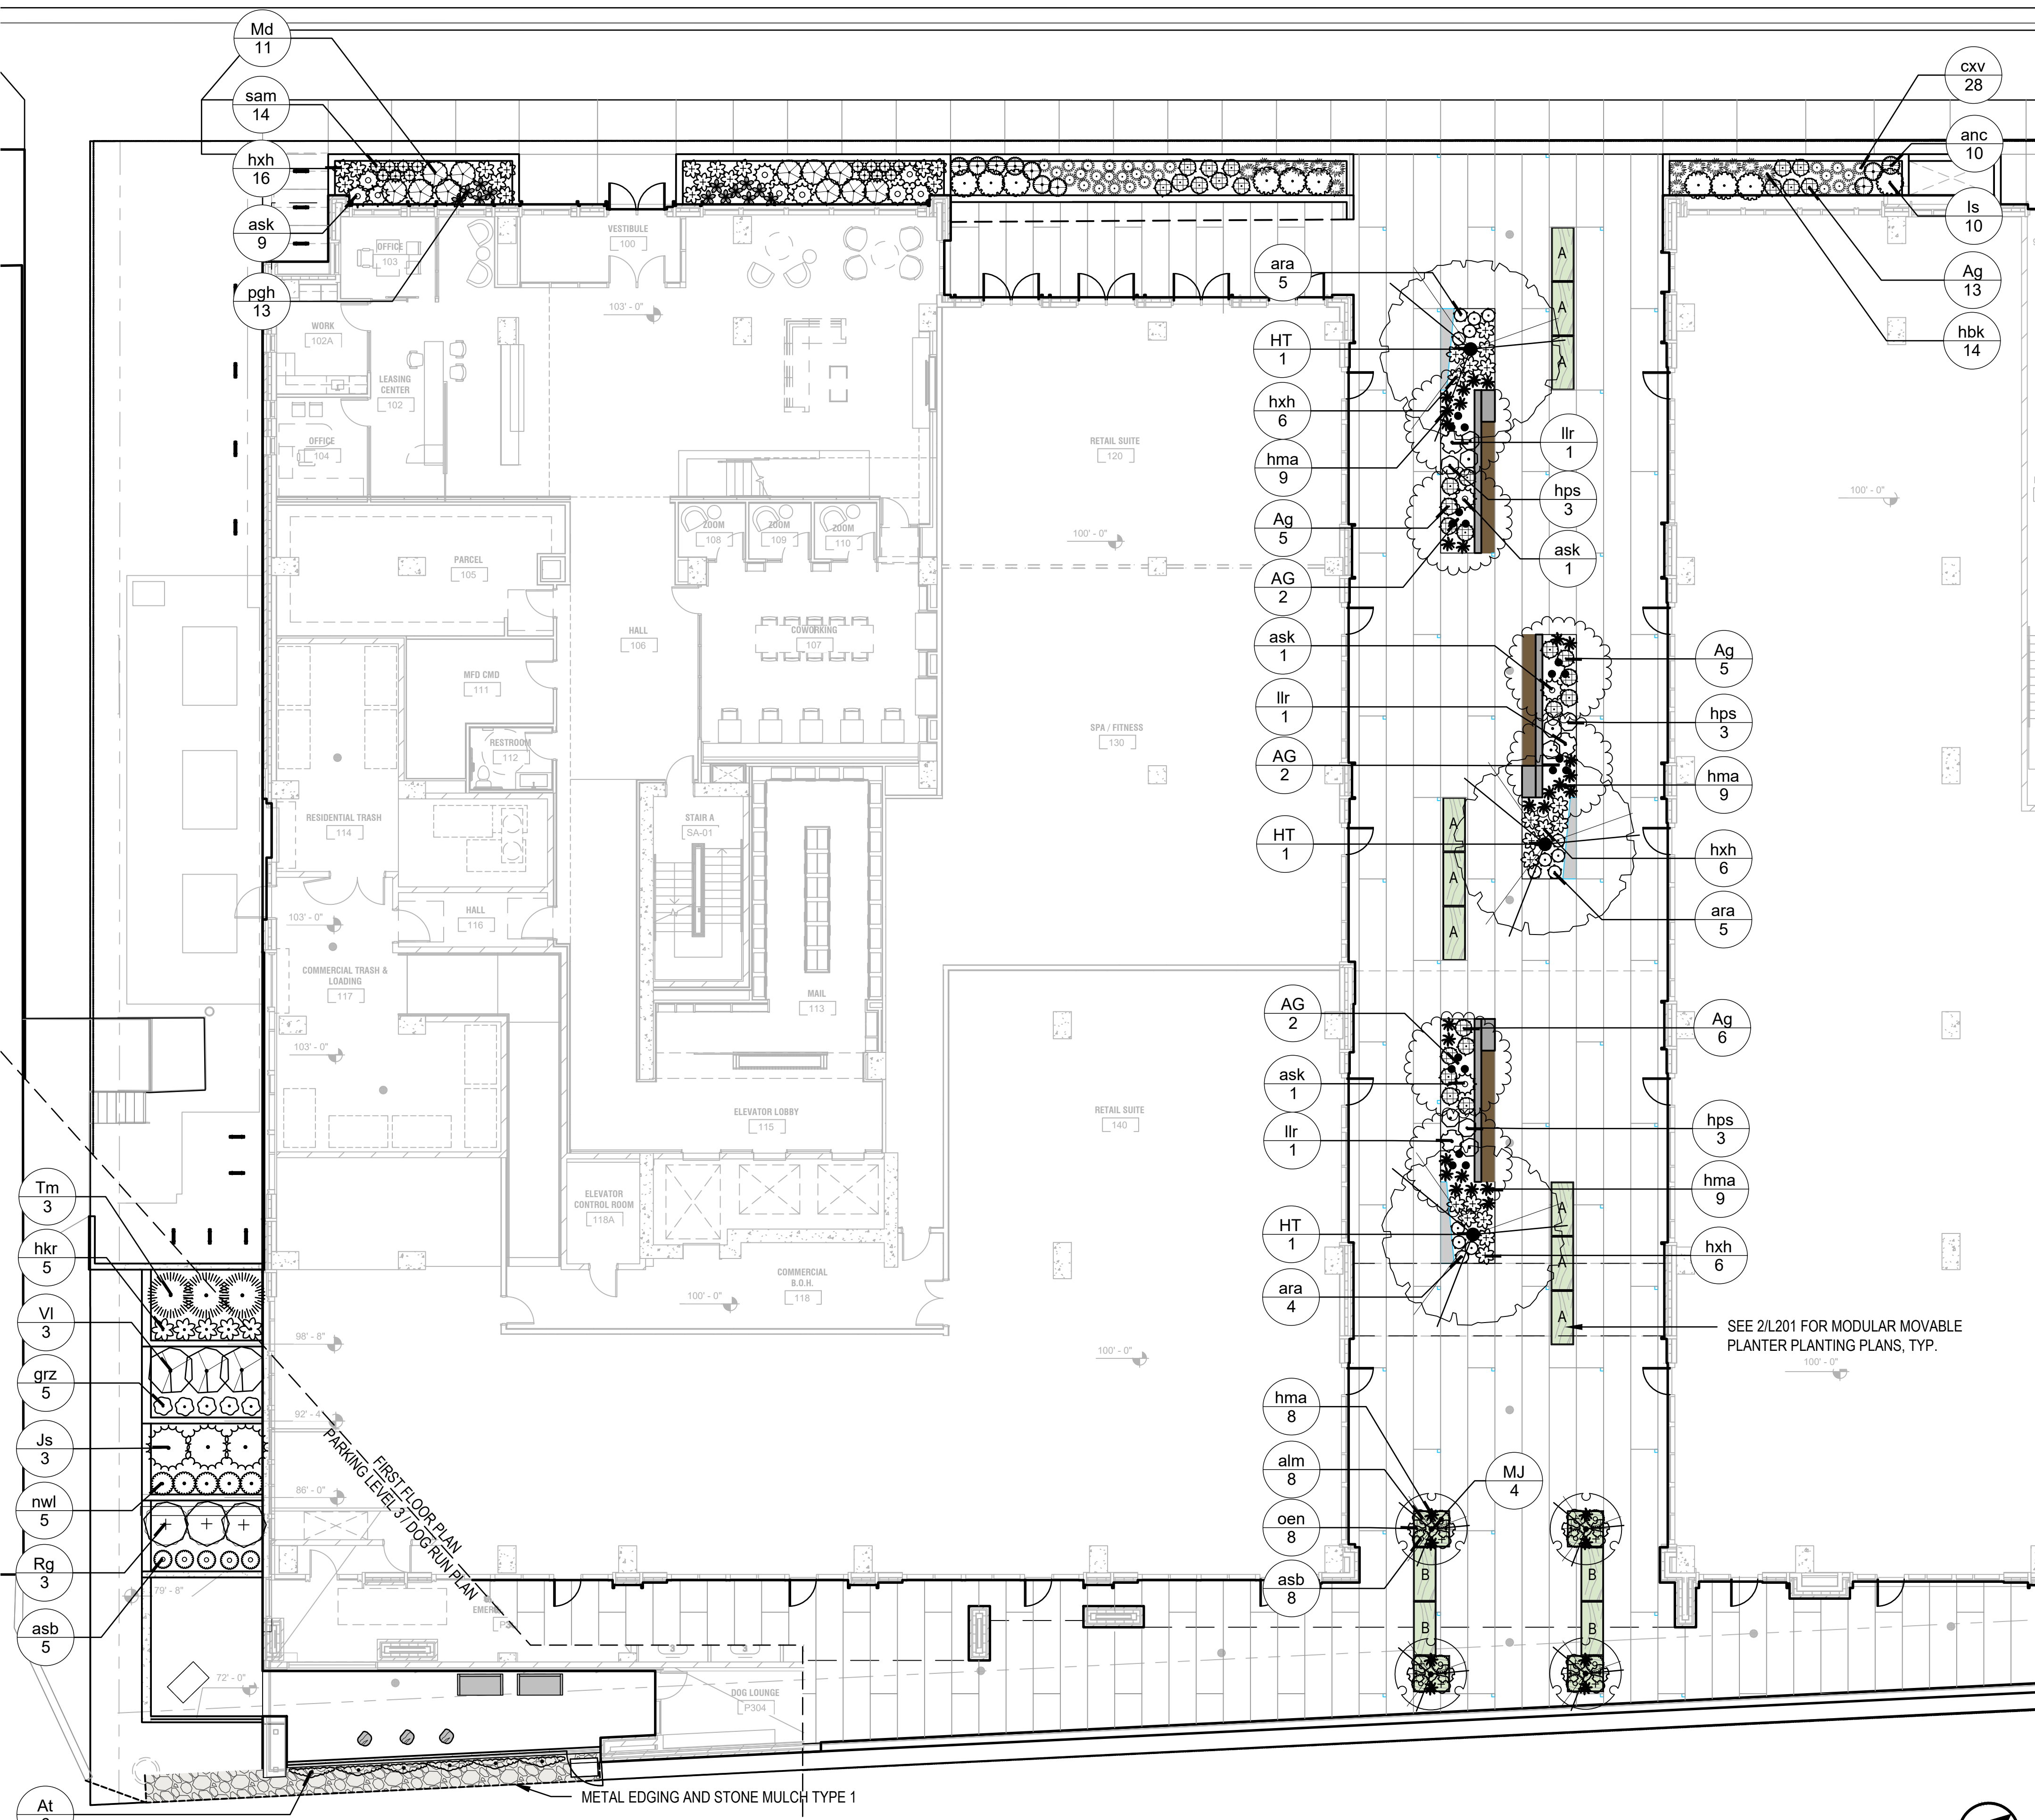 Md
11
sam
14
hxh
16
ask
9
pgh
13
cxv
28
anc
10
ls
10
Ag
13
hbk
14
OFFICE
103
VESTIBULE
100
103' - 0"
WORK
102A
LEASING
CENTER
102
OFFICE
104
ZOOM
108
ZOOM
109
ZOOM
110
PARCEL
105
HALL
106
COWORKING
107
MFD CMD
111
RESTROOM
112
RETAIL SUITE
120
100' - 0"
100' - 0"
SPA / FITNESS
130
RESIDENTIAL TRASH
114
STAIR A
SA-01
HALL
116
103' - 0"
COMMERCIAL TRASH &
LOADING
117
103' - 0"
MAIL
113
ELEVATOR LOBBY
115
RETAIL SUITE
140
ELEVATOR
CONTROL ROOM
118A
COMMERCIAL
B.O.H.
118
100' - 0"
98' - 8"
100' - 0"
92' - 4"
86' - 0"
79' - 8"
72' - 0"
100' - 0"
ara
5
HT
1
hxh
6
hma
9
Ag
5
AG
2
llr
1
hps
3
ask
1
A
A
A
ask
1
llr
1
AG
2
HT
1
Ag
5
hps
3
hma
9
hxh
6
ara
5
A
A
A
AG
2
ask
1
llr
1
HT
1
ara
4
Ag
6
hps
3
hma
9
hxh
6
A
A
A
SEE 2/L201 FOR MODULAR MOVABLE
PLANTER PLANTING PLANS, TYP.
hma
8
alm
8
oen
8
asb
8
MJ
4
B
B
B
B
Tm
3
hkr
5
Vl
3
grz
5
Js
3
nwl
5
Rg
3
asb
5
At
FIRST FLOOR PLAN
PARKING LEVEL 3 / DOG RUN PLAN
3
3
DOG LOUNGE
P304
METAL EDGING AND STONE MULCH TYPE 1